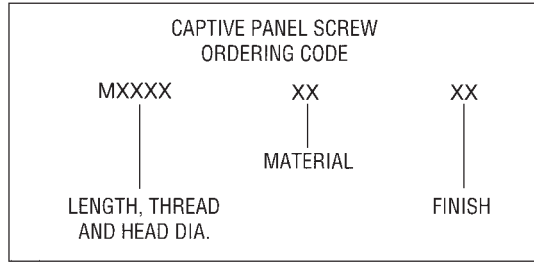 CAPTIVE PANEL SCREW
ORDERING CODE
MXXXX XX XX
MATERIAL
LENGTH, THREAD
AND HEAD DIA.
FINISH